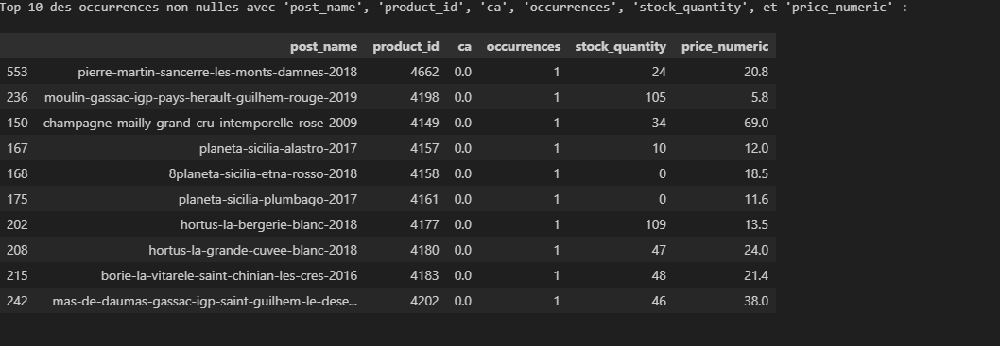 Top 10 des occurrences non nulles avec 'post_name', 'product_id', 'ca', 'occurrences', 'stock_quantity', et 'price_numeric' :
post_name product_id ca occurrences stock_quantity price_numeric
553 pierre-martin-sancerre-les-monts-damnes-2018 4662 0.0 1 24 20.8
236 moulin-gassac-igp-pays-herault-guilhem-rouge-2019 4198 0.0 1 105 5.8
150 champagne-mailly-grand-cru-intemporelle-rose-2009 4149 0.0 1 34 69.0
167 planeta-sicilia-alastro-2017 4157 0.0 1 10 12.0
168 8planeta-sicilia-etna-rosso-2018 4158 0.0 1 0 18.5
175 planeta-sicilia-plumbago-2017 4161 0.0 1 0 11.6
202 hortus-la-bergerie-blanc-2018 4177 0.0 1 109 13.5
208 hortus-la-grande-cuvee-blanc-2018 4180 0.0 1 47 24.0
215 borie-la-vitarele-saint-chinian-les-cres-2016 4183 0.0 1 48 21.4
242 mas-de-daumas-gassac-igp-saint-guilhem-le-dese... 4202 0.0 1 46 38.0